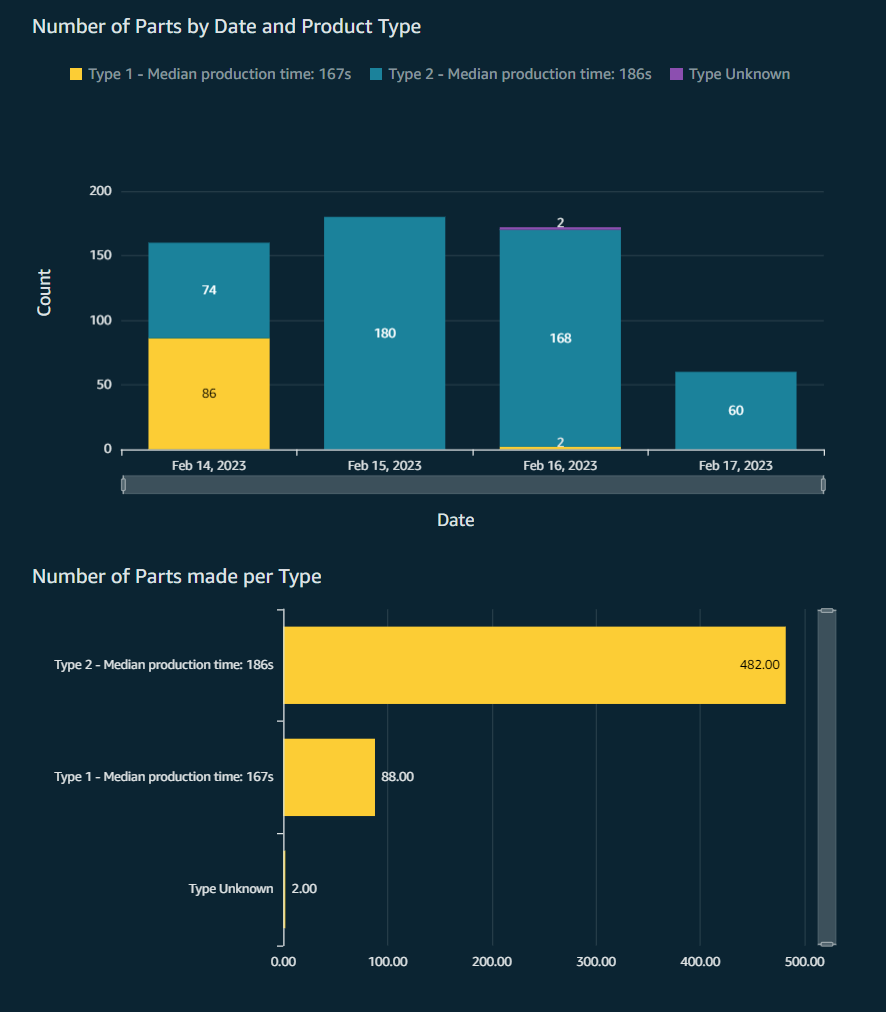 Number of Parts by Date and Product Type
Type 1 - Median production time: 167s Type 2 - Median production time: 186s Type Unknown
Count
200
150
100
50
0
74
86
180
2
168
2
60
Feb 14, 2023 Feb 15, 2023 Feb 16, 2023 Feb 17, 2023
Date
Number of Parts made per Type
Type 2 - Median production time: 186s 482.00
Type 1 - Median production time: 167s 88.00
Type Unknown 2.00
0.00 100.00 200.00 300.00 400.00 500.00